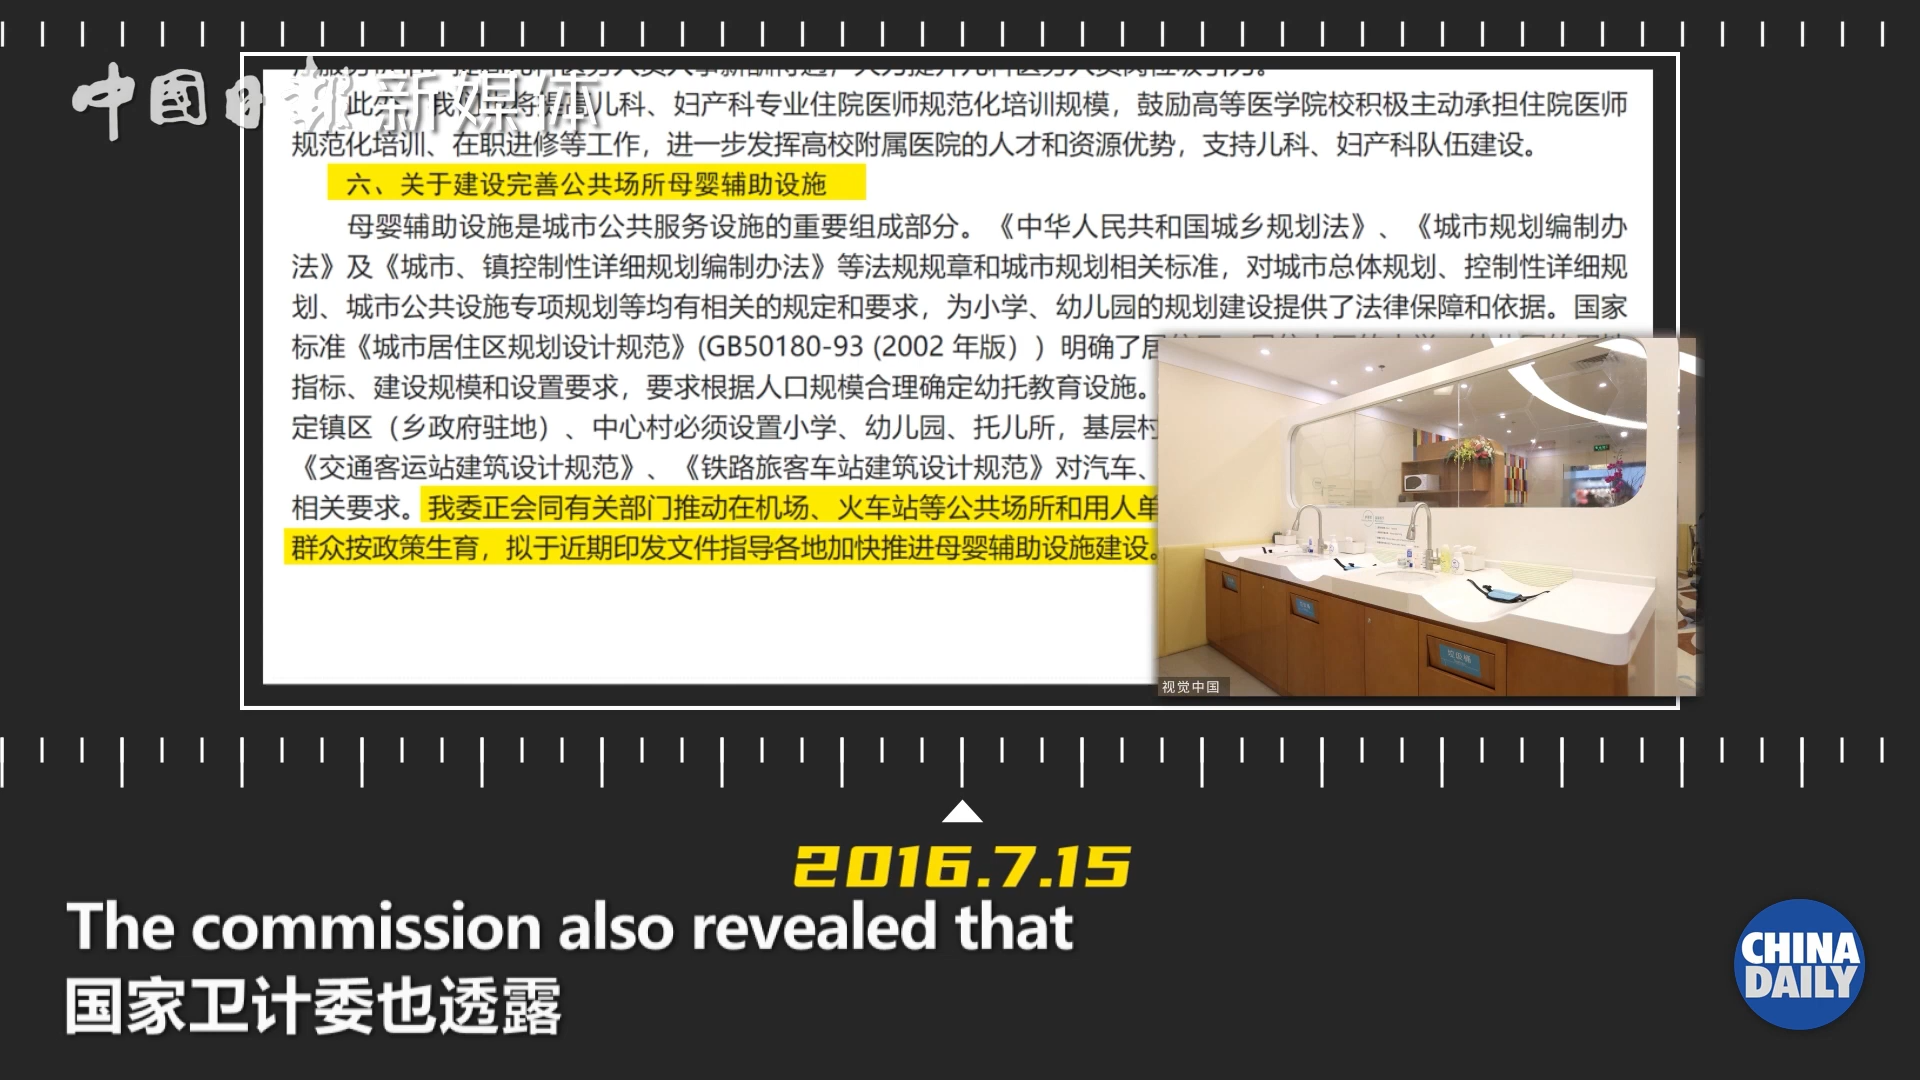 中國日報 新媒体
此外，我们也将提高儿科、妇产科专业住院医师规范化培训规模，鼓励高等医学院校积极主动承担住院医师
规范化培训、在职进修等工作，进一步发挥高校附属医院的人才和资源优势，支持儿科、妇产科队伍建设。
六、关于建设完善公共场所母婴辅助设施
母婴辅助设施是城市公共服务设施的重要组成部分。《中华人民共和国城乡规划法》、《城市规划编制办
法》及《城市、镇控制性详细规划编制办法》等法规规章和城市规划相关标准，对城市总体规划、控制性详细规
划、城市公共设施专项规划等均有相关的规定和要求，为小学、幼儿园的规划建设提供了法律保障和依据。国家
标准《城市居住区规划设计规范》(GB50180-93 (2002 年版））明确了居
指标、建设规模和设置要求，要求根据人口规模合理确定幼托教育设施。
定镇区（乡政府驻地）、中心村必须设置小学、幼儿园、托儿所，基层村
《交通客运站建筑设计规范》、《铁路旅客车站建筑设计规范》对汽车、
相关要求。我委正会同有关部门推动在机场、火车站等公共场所和用人单
群众按政策生育，拟于近期印发文件指导各地加快推进母婴辅助设施建设。
视觉中国
2016.7.15
The commission also revealed that
国家卫计委也透露
CHINA
DAILY